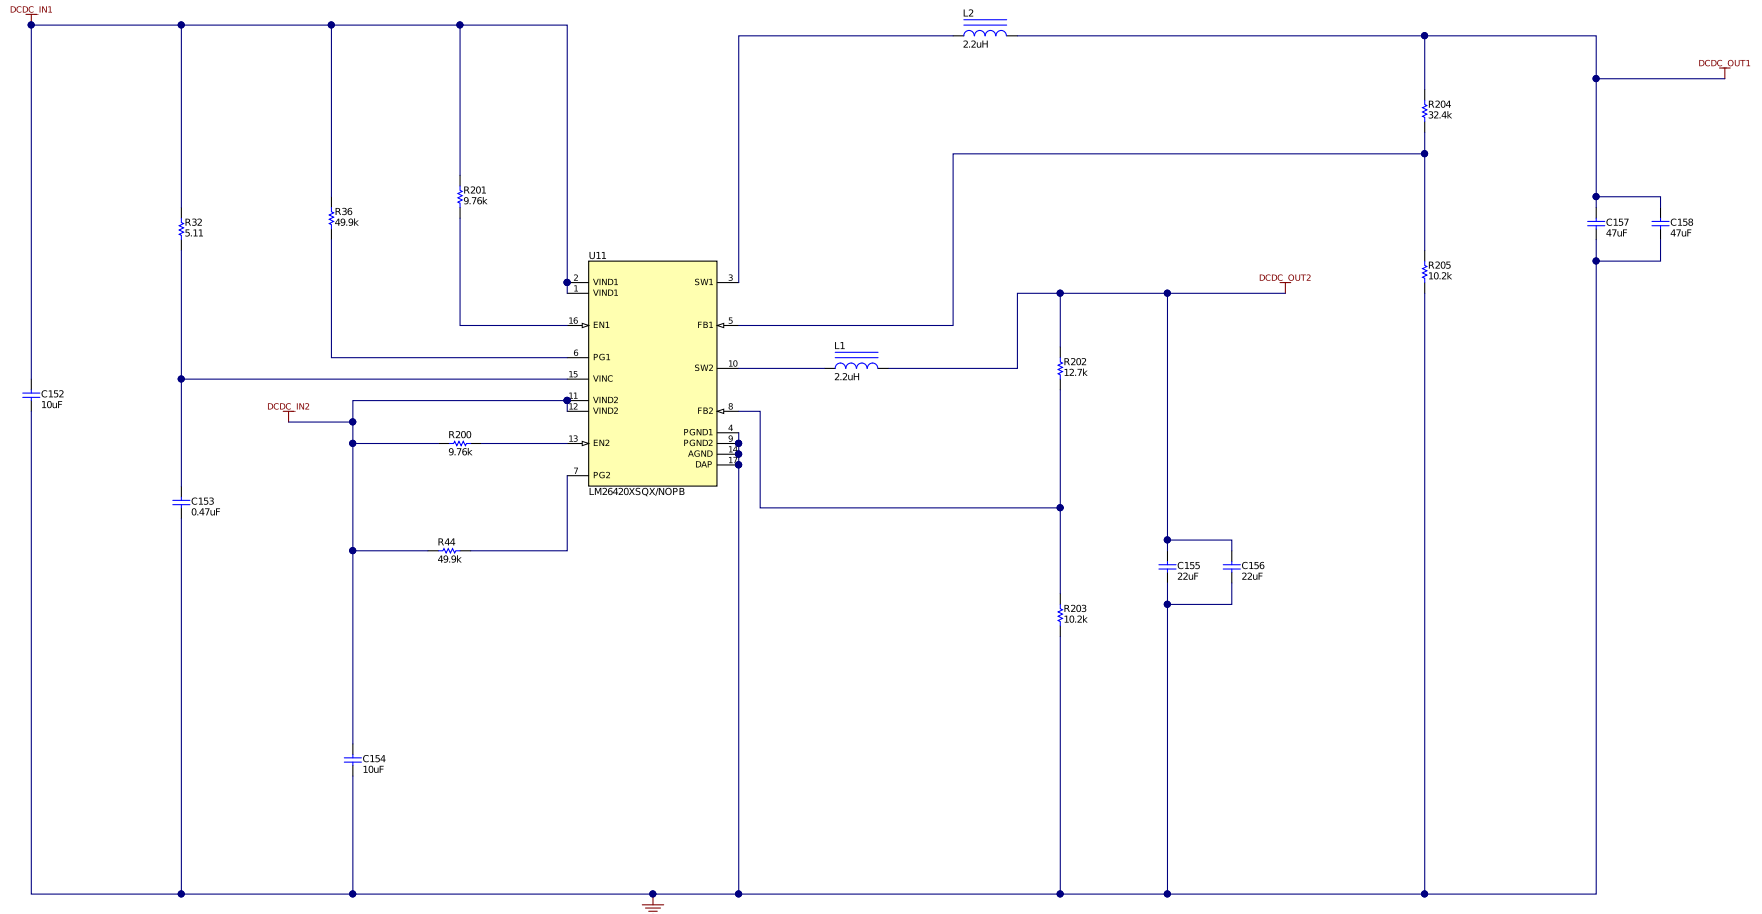 DCDC_IN1
L2
2.2uH
DCDC_OUT1
R204
32.4k
R201
9.76k
R36
49.9k
R32
5.11
C157
47uF
C158
47uF
U11
R205
10.2k
2 VIND1
1 VIND1
SW1 3
DCDC_OUT2
16 EN1
FB1 5
6 PG1
L1
2.2uH
SW2 10
R202
12.7k
15 VINC
C152
10uF
DCDC_IN2
11 VIND2
12 VIND2
FB2 8
PGND1 4
R200
9.76k
13 EN2
PGND2 9
AGND 14
DAP 17
7 PG2
LM26420XSQX/NOPB
C153
0.47uF
R44
49.9k
C155
22uF
C156
22uF
R203
10.2k
C154
10uF